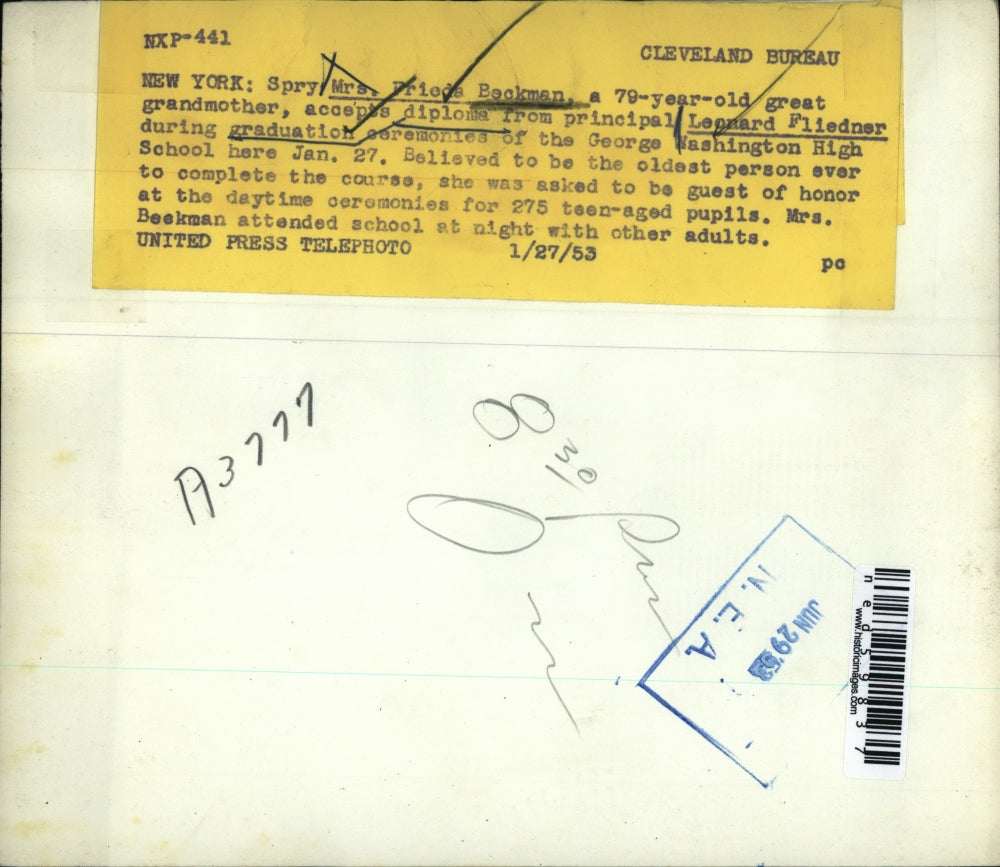 NXP-441
CLEVELAND BUREAU
NEW YORK: Spry Mrs. Frieda Beckman, a 79-year-old great
grandmother, accepts diploma from principal Leonard Fliedner
during graduation ceremonies of the George Washington High
School here Jan. 27. Believed to be the oldest person ever
to complete the course, she was asked to be guest of honor
at the daytime ceremonies for 275 teen-aged pupils. Mrs.
Beekman attended school at night with other adults.
UNITED PRESS TELEPHOTO 1/27/53
pc
A3777
N.E.A.
JUN 29 '53
ned59837
www.historicimages.com